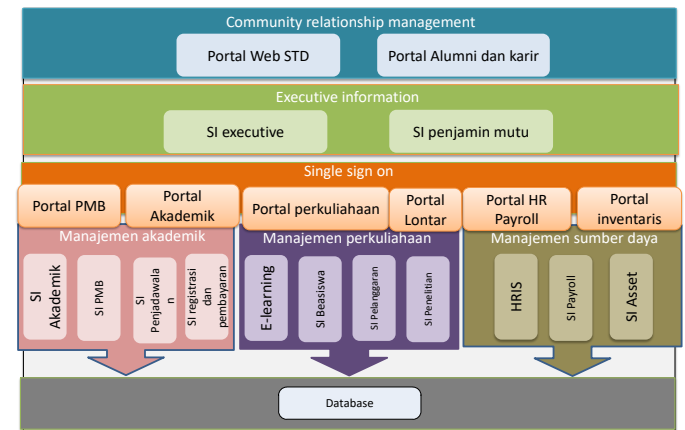 Community relationship management
Portal Web STD
Portal Alumni dan karir
Executive information
SI executive
SI penjamin mutu
Single sign on
Portal PMB
Portal
Akademik
Portal perkuliahaan
Portal
Lontar
Portal HR
Payroll
Portal
inventaris
Manajemen akademik
Manajemen perkuliahaan
Manajemen sumber daya
SI
Akademik
SI PMB
SI
Penjadwala
n
SI registrasi
dan
pembayaran
E-learning
SI Beasiswa
SI Pelanggaran
SI Penelitian
HRIS
SI Payroll
SI Asset
Database